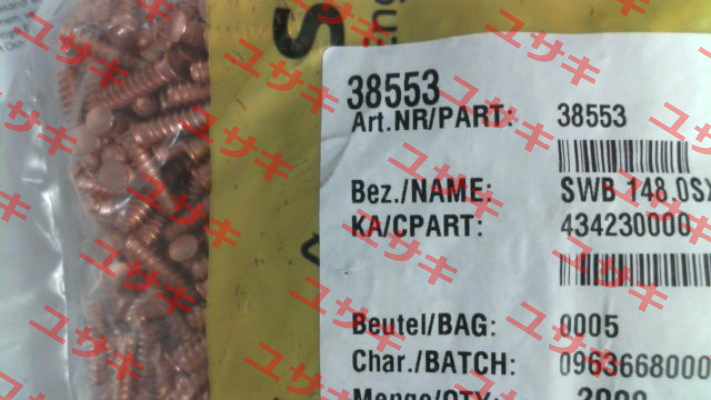 38553
Art.NR/PART: 38553
Bez./NAME: SWB 148,0SX
KA/CPART: 434230000
Beutel/BAG: 0005
Char./BATCH: 0963668000
ユサキ